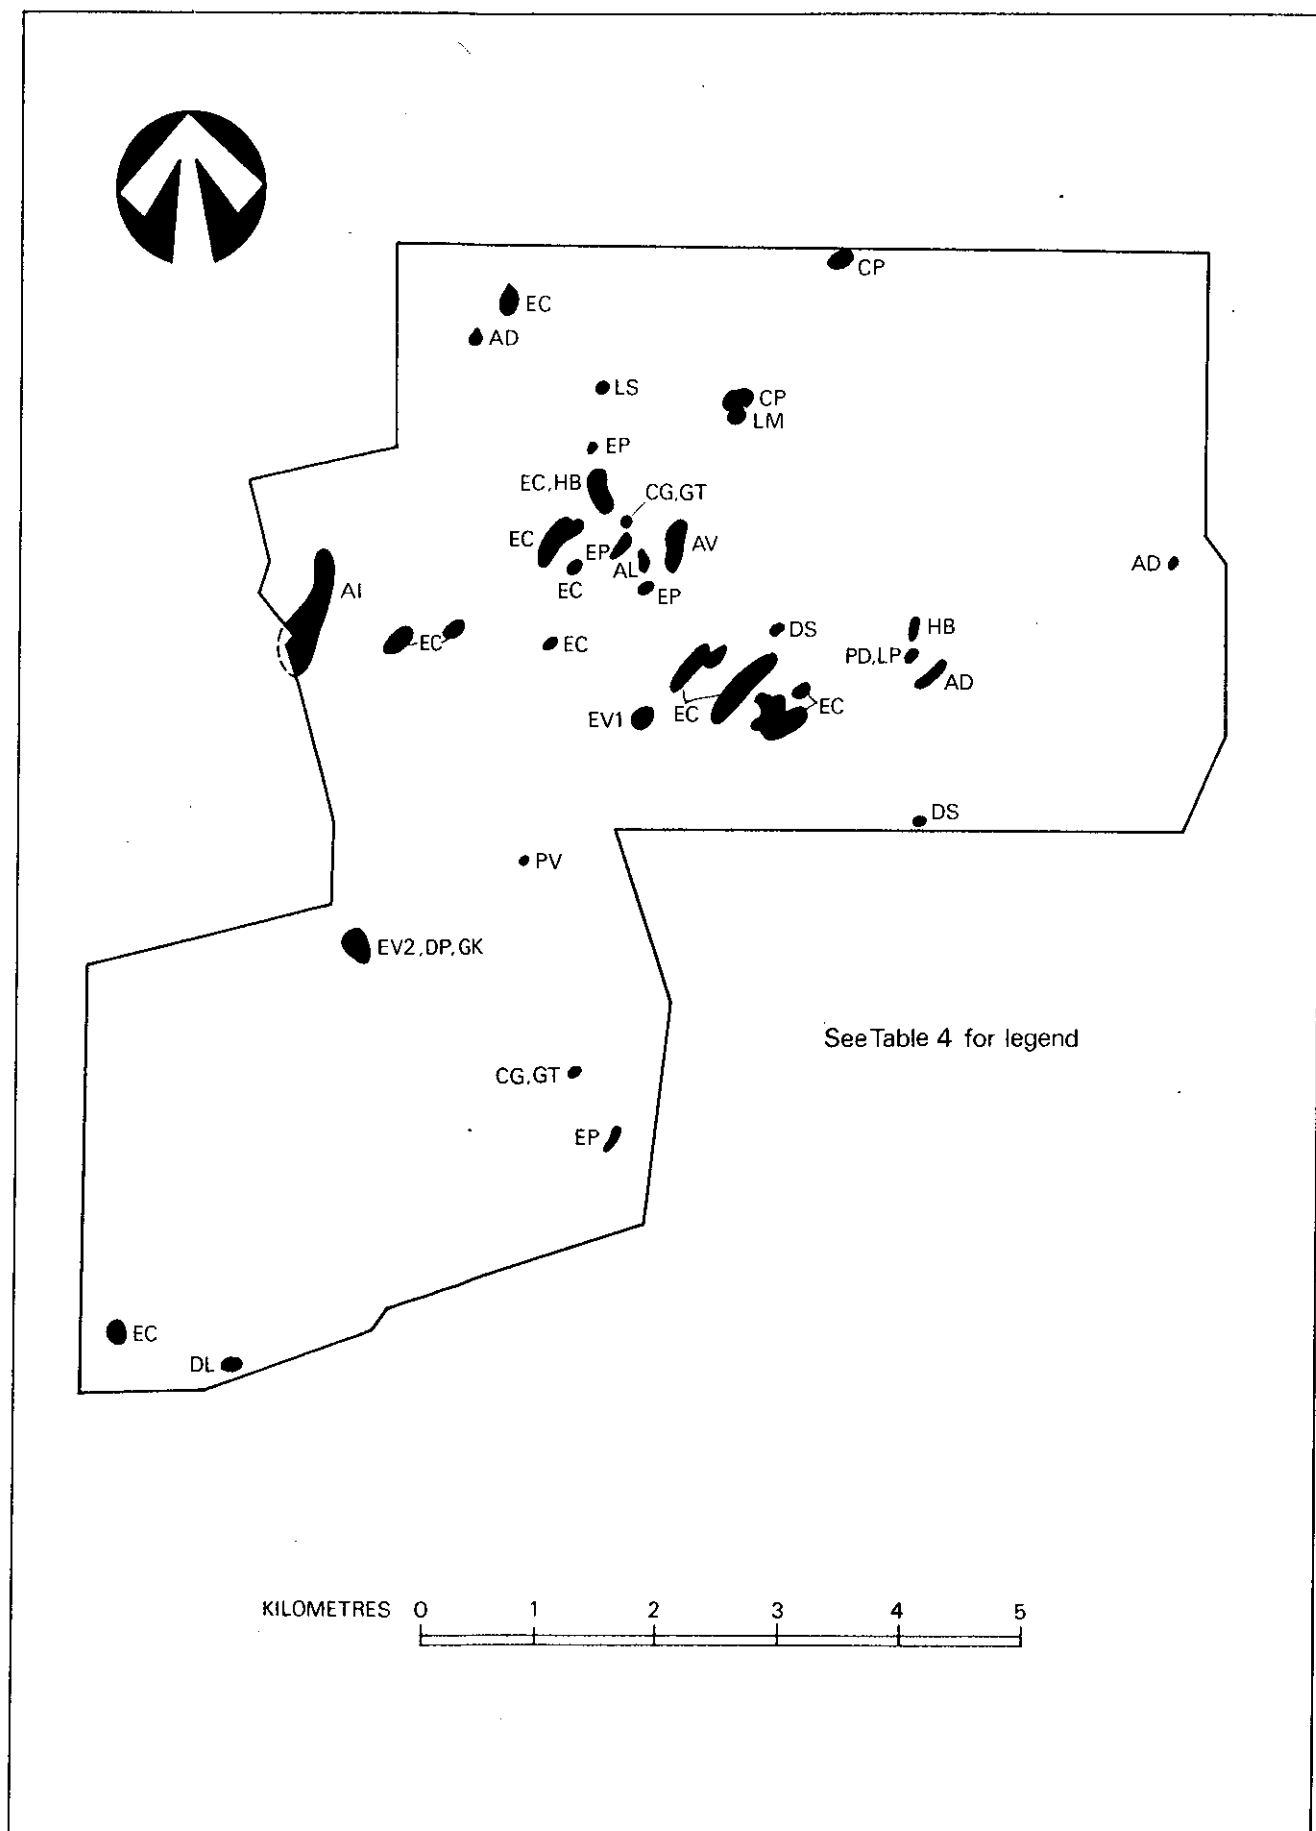 CP
EC
AD
LS
CP
LM
EP
EC,HB
CG,GT
EC
EP
AV
AL
EC
EP
AD
AI
EC
EC
DS
HB
PD,LP
AD
EV1
EC
EC
DS
PV
EV2,DP,GK
See Table 4 for legend
CG,GT
EP
EC
DL
KILOMETRES 0 1 2 3 4 5